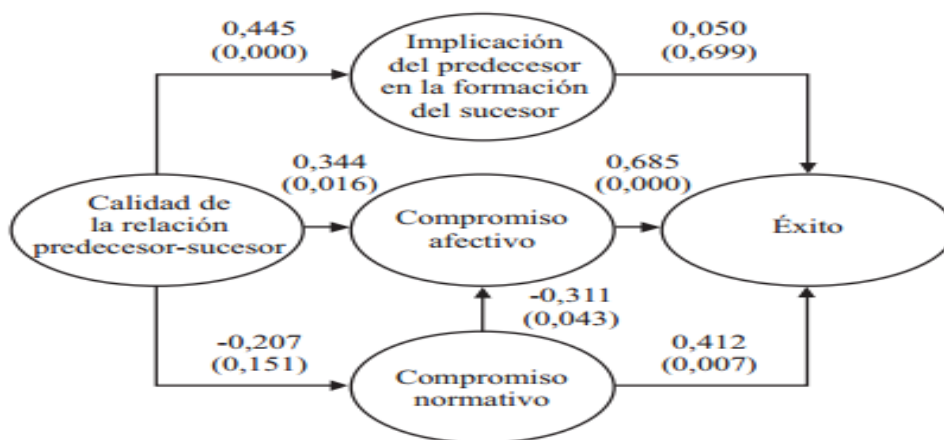 0,445
(0,000)
Implicación
del predecesor
en la formación
del sucesor
0,050
(0,699)
0,344
(0,016)
0,685
(0,000)
Calidad de
la relación
predecesor-sucesor
Compromiso
afectivo
Éxito
-0,311
(0,043)
-0,207
(0,151)
Compromiso
normativo
0,412
(0,007)